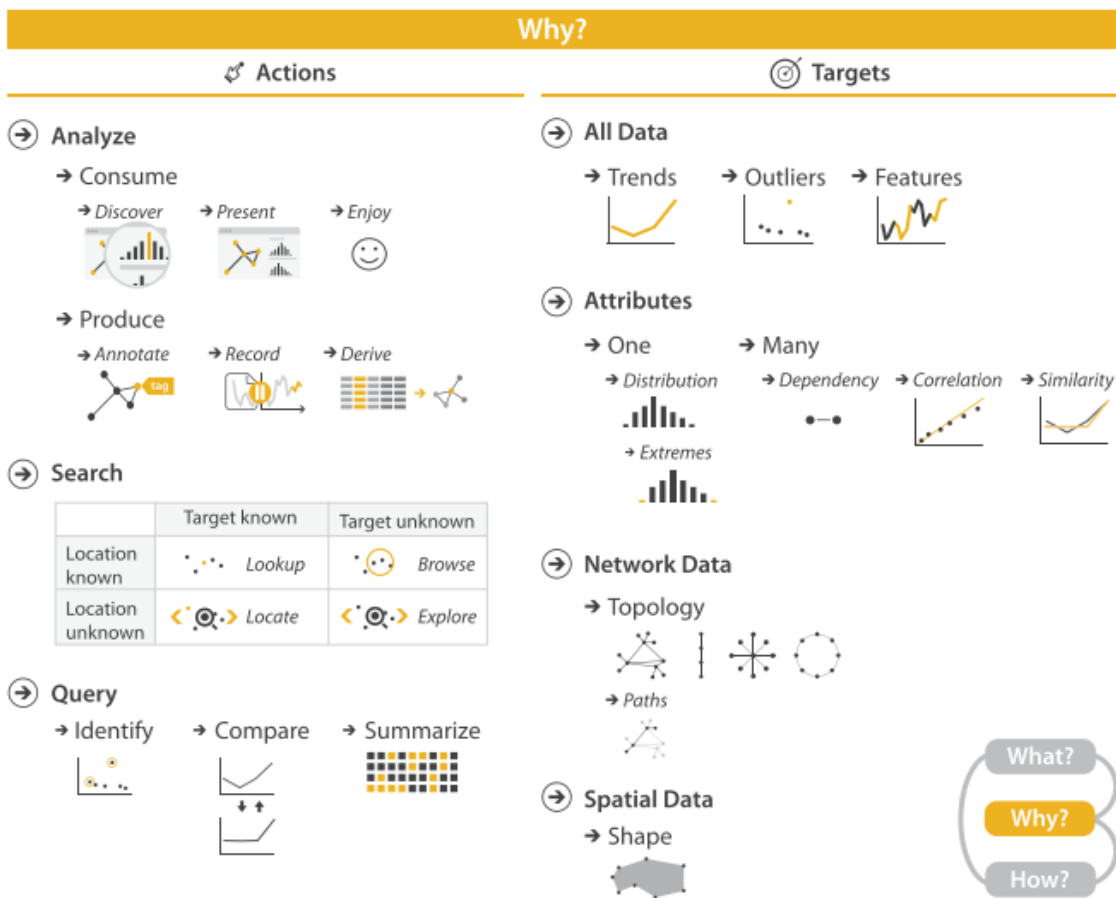 Why?
Actions
Analyze
Consume
Discover
Present
Enjoy
Produce
Annotate
Record
Derive
tag
Search
Target known
Target unknown
Location
known
Lookup
Browse
Location
unknown
Locate
Explore
Query
Identify
Compare
Summarize
Targets
All Data
Trends
Outliers
Features
Attributes
One
Many
Distribution
Dependency
Correlation
Similarity
Extremes
Network Data
Topology
Paths
Spatial Data
Shape
What?
Why?
How?